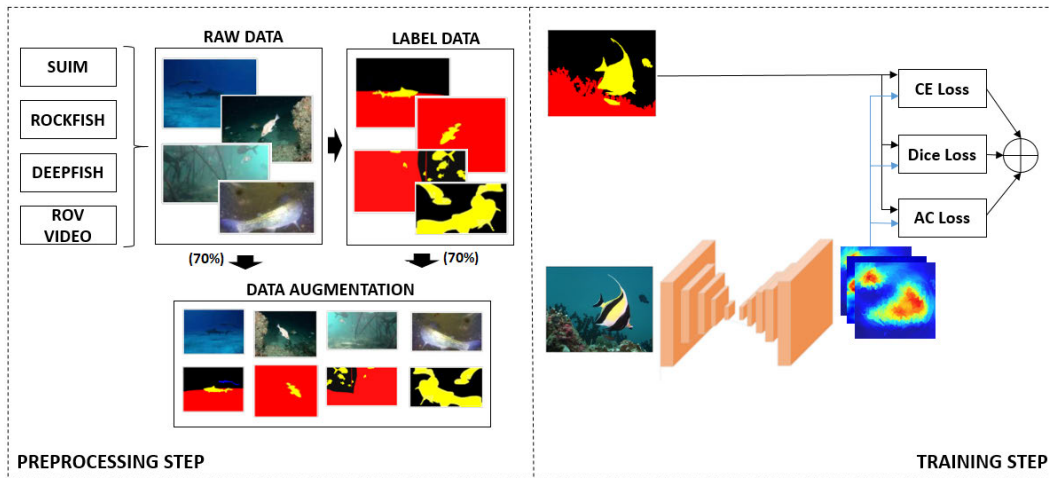 RAW DATA
LABEL DATA
SUIM
ROCKFISH
DEEPFISH
ROV
VIDEO
(70%)
(70%)
DATA AUGMENTATION
PREPROCESSING STEP
CE Loss
Dice Loss
AC Loss
TRAINING STEP